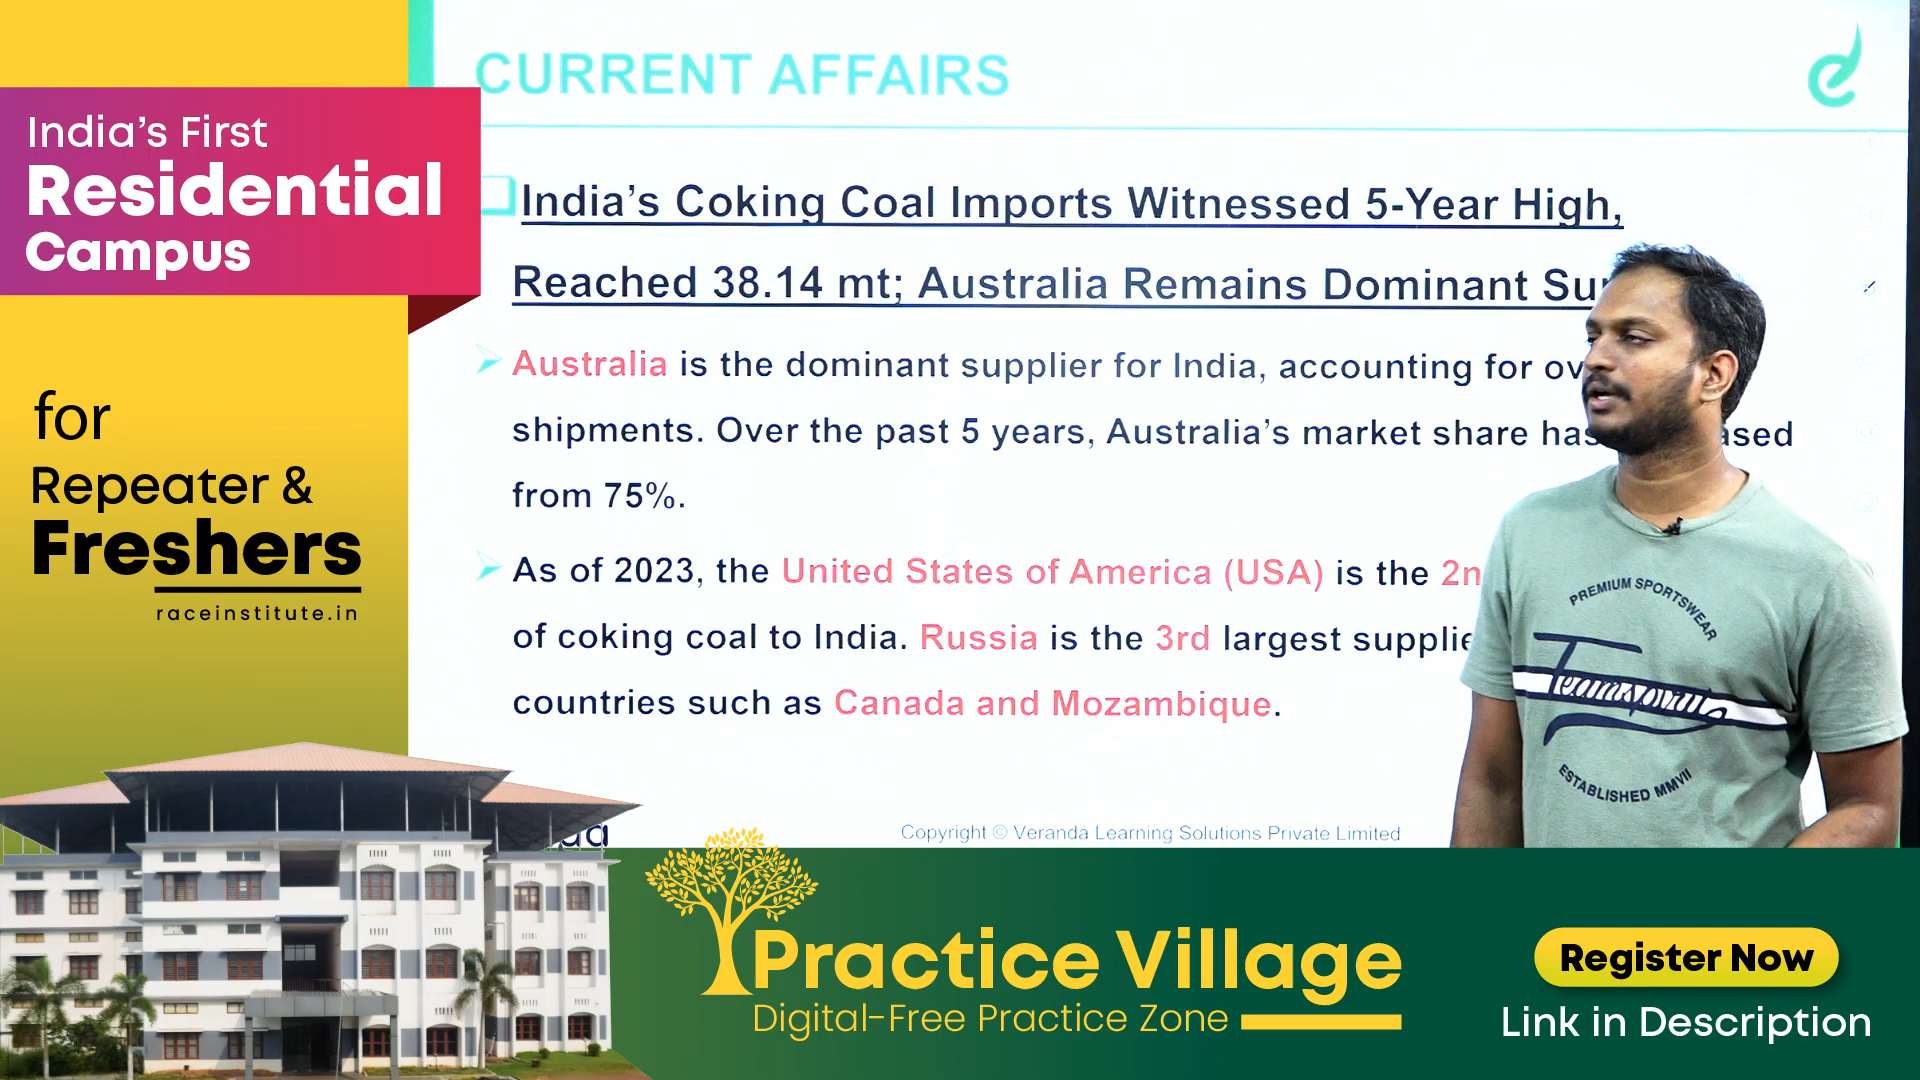 CURRENT AFFAIRS
India's First
Residential
Campus
for
Repeater &
Freshers
raceinstitute.in
India's Coking Coal Imports Witnessed 5-Year High,
Reached 38.14 mt; Australia Remains Dominant
Australia is the dominant supplier for India, accounting for
shipments. Over the past 5 years, Australia's market share has
from 75%.
As of 2023, the United States of America (USA) is the
of coking coal to India. Russia is the 3rd largest
countries such as Canada and Mozambique.
Copyright © Veranda Learning Solutions Private Limited
PREMIUM SPORTSWEAR
ESTABLISHED MMVII
Practice Village
Digital-Free Practice Zone
Register Now
Link in Description